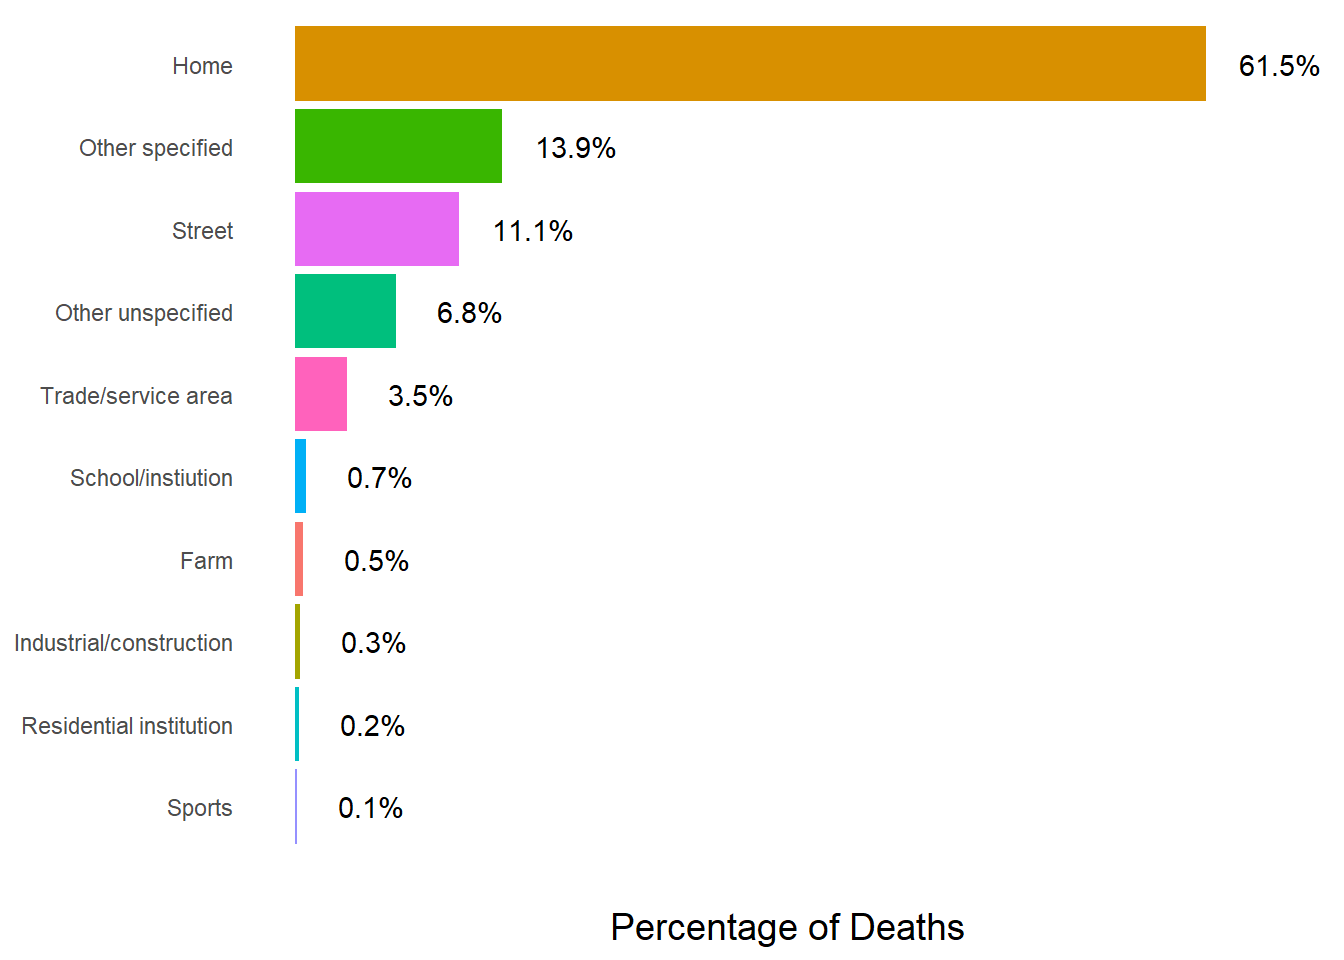 Home 61.5%
Other specified 13.9%
Street 11.1%
Other unspecified 6.8%
Trade/service area 3.5%
School/instiution 0.7%
Farm 0.5%
Industrial/construction 0.3%
Residential institution 0.2%
Sports 0.1%
Percentage of Deaths